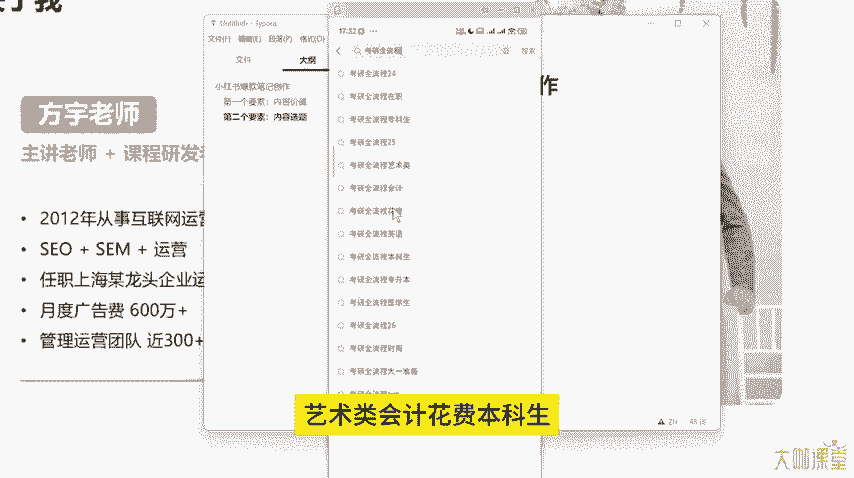 关于我
方宇老师
主讲老师 + 课程研发
2012年从事互联网运营
SEO + SEM + 运营
任职上海某龙头企业运
月度广告费 600万+
管理运营团队 近300+
Untitled - Typora
文件(F) 编辑(E) 段落(P) 格式(O)
文件 大纲
小红书爆款笔记创作
第一个要素：内容价值
第二个要素：内容选题
作
17:52
考研全流程
搜索
考研全流程24
考研全流程在职
考研全流程专科生
考研全流程25
考研全流程艺术类
考研全流程会计
考研全流程花费
考研全流程英语
考研全流程本科生
考研全流程专升本
考研全流程医学生
考研全流程26
考研全流程时间
考研全流程大一准备
艺术类会计花费本科生
大咖课堂